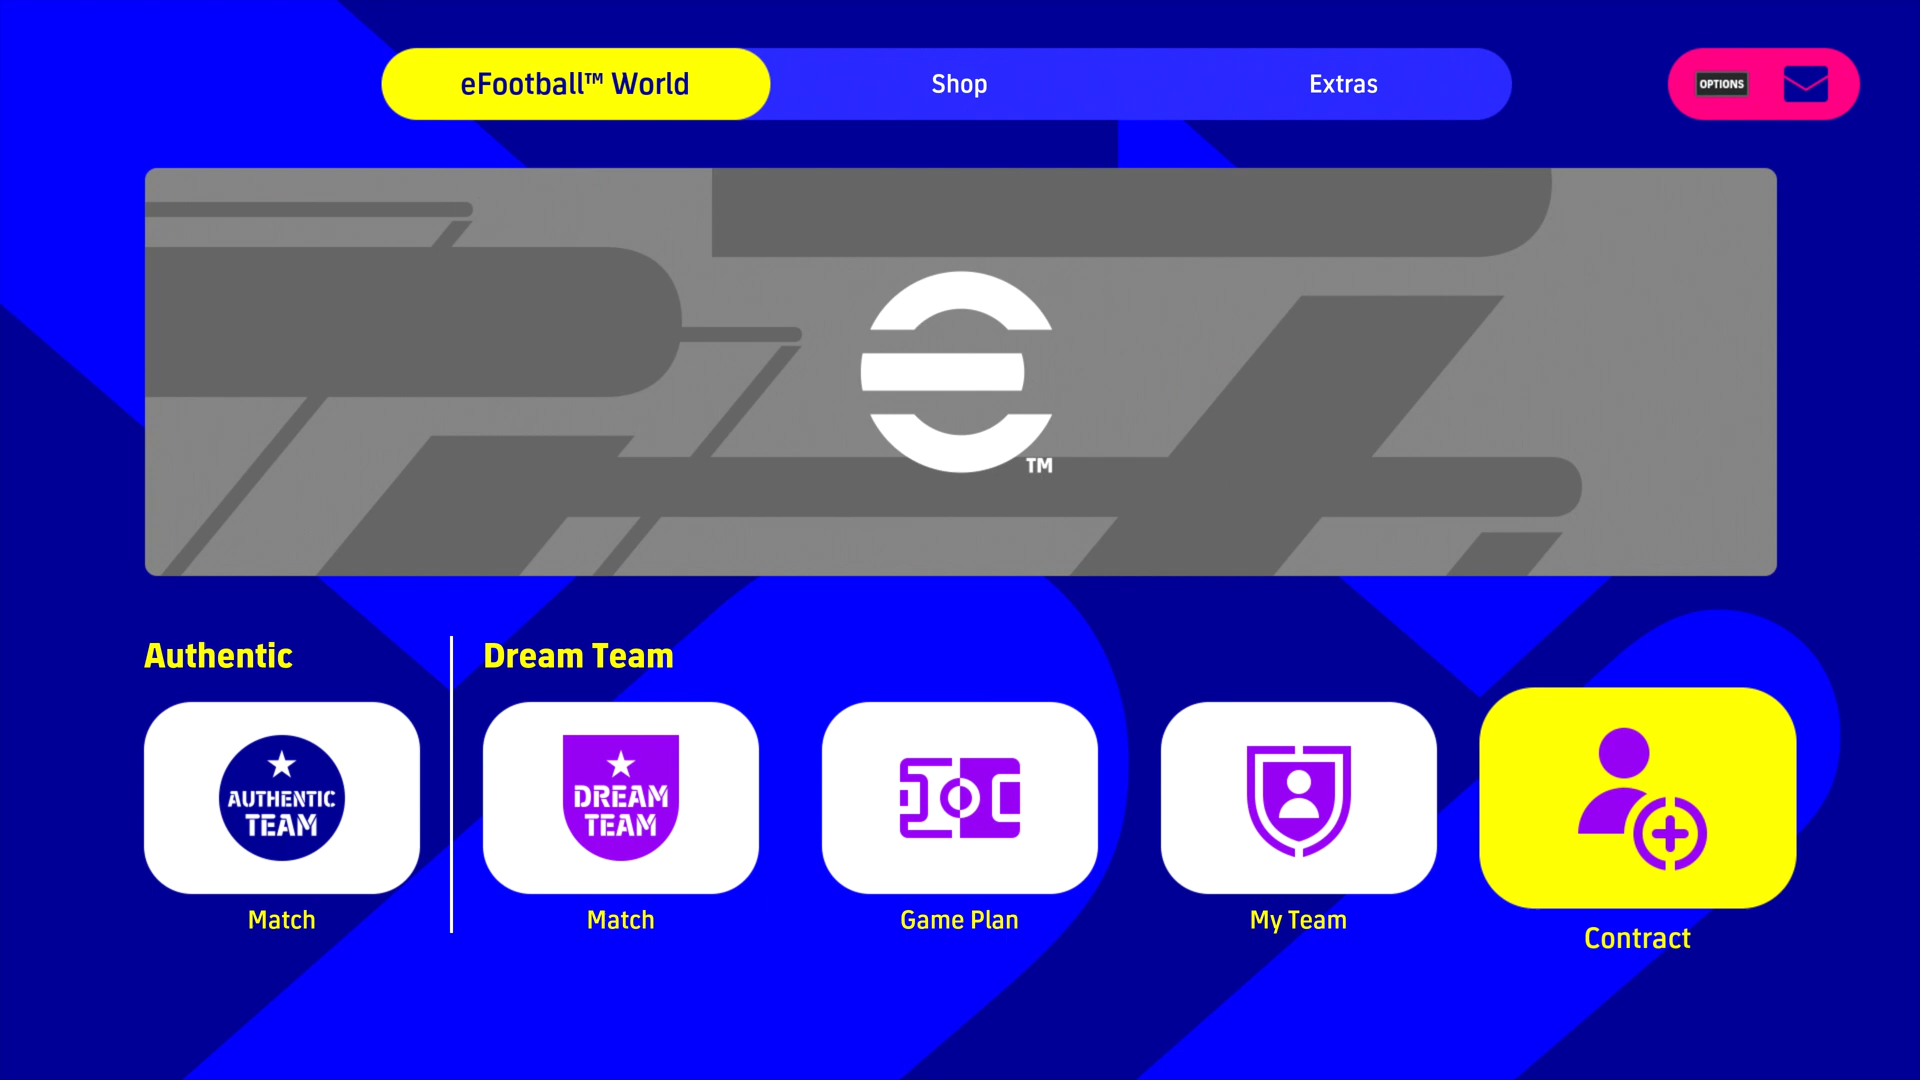 eFootball™ World
Shop
Extras
OPTIONS
TM
Authentic
Dream Team
AUTHENTIC
TEAM
DREAM
TEAM
Match
Match
Game Plan
My Team
Contract